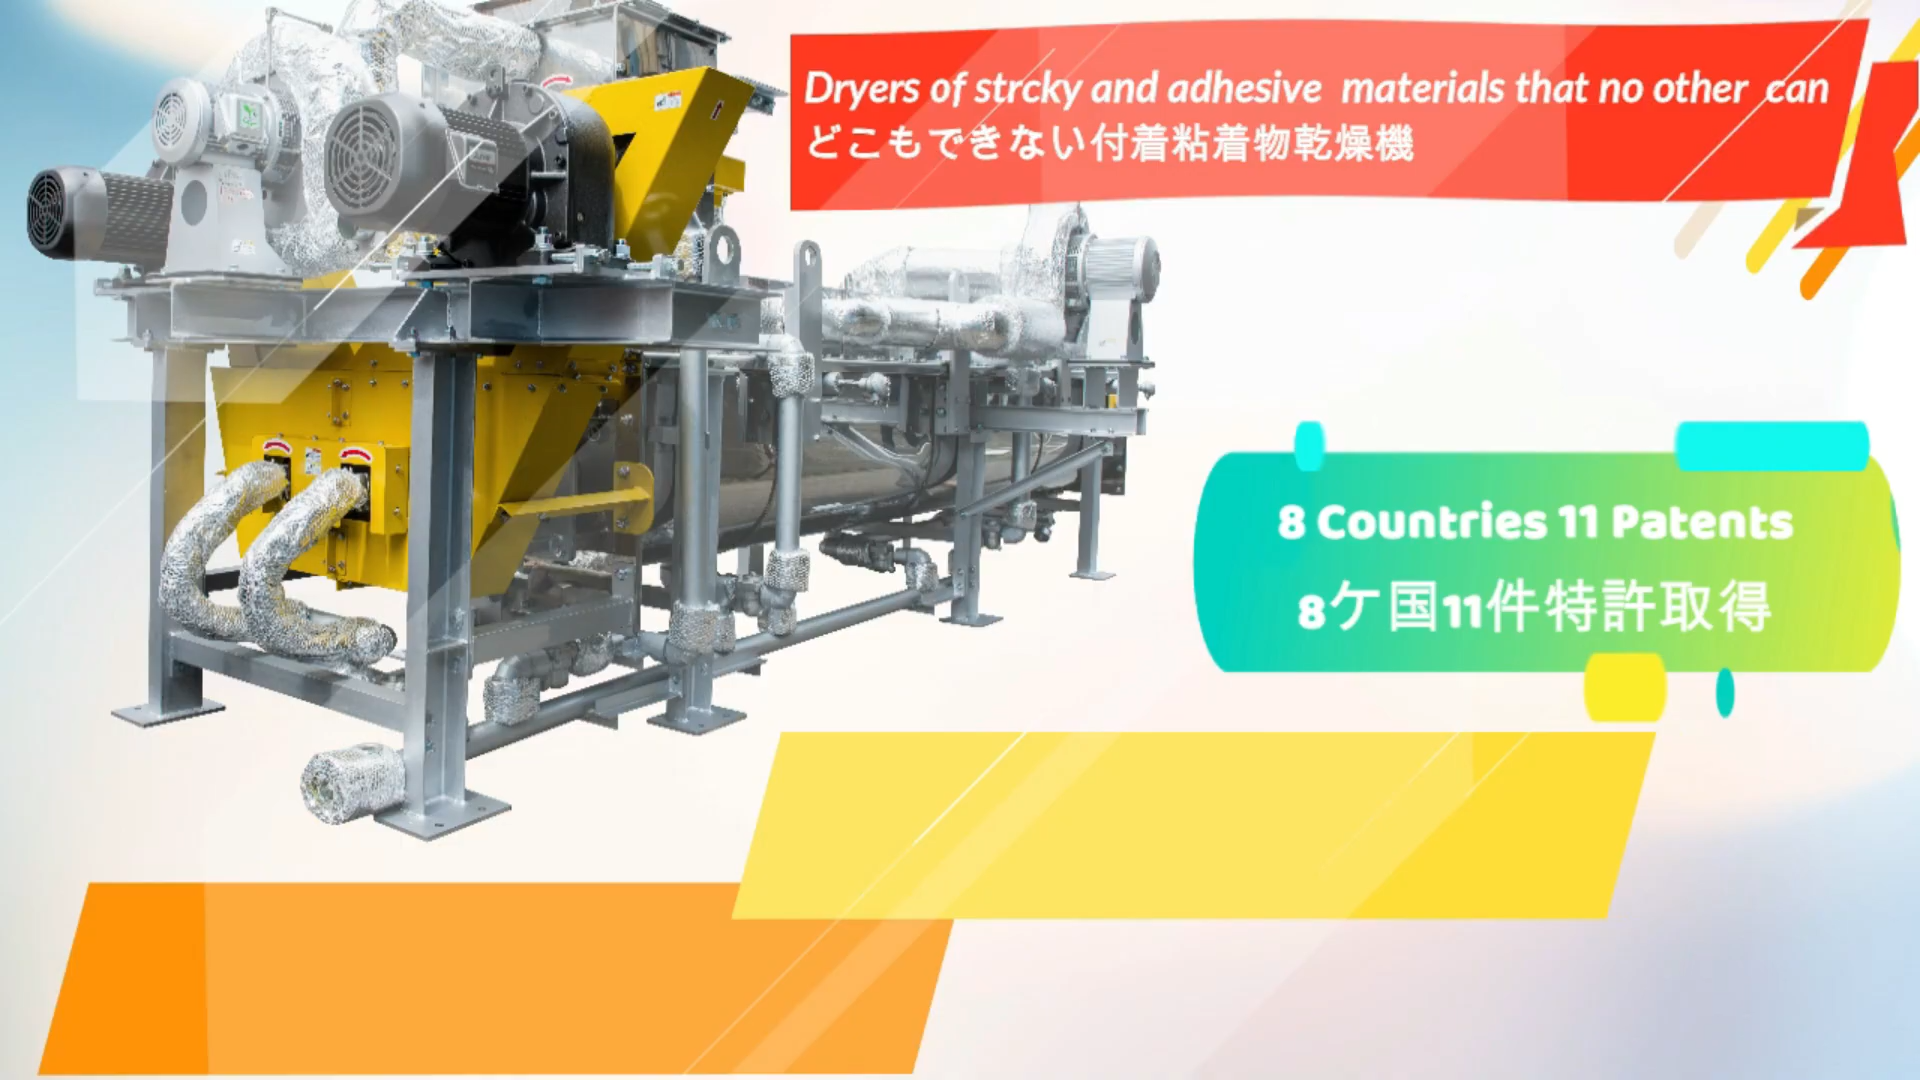 Dryers of strcky and adhesive materials that no other can
どこもできない付着粘着物乾燥機
8 Countries 11 Patents
8ケ国11件特許取得